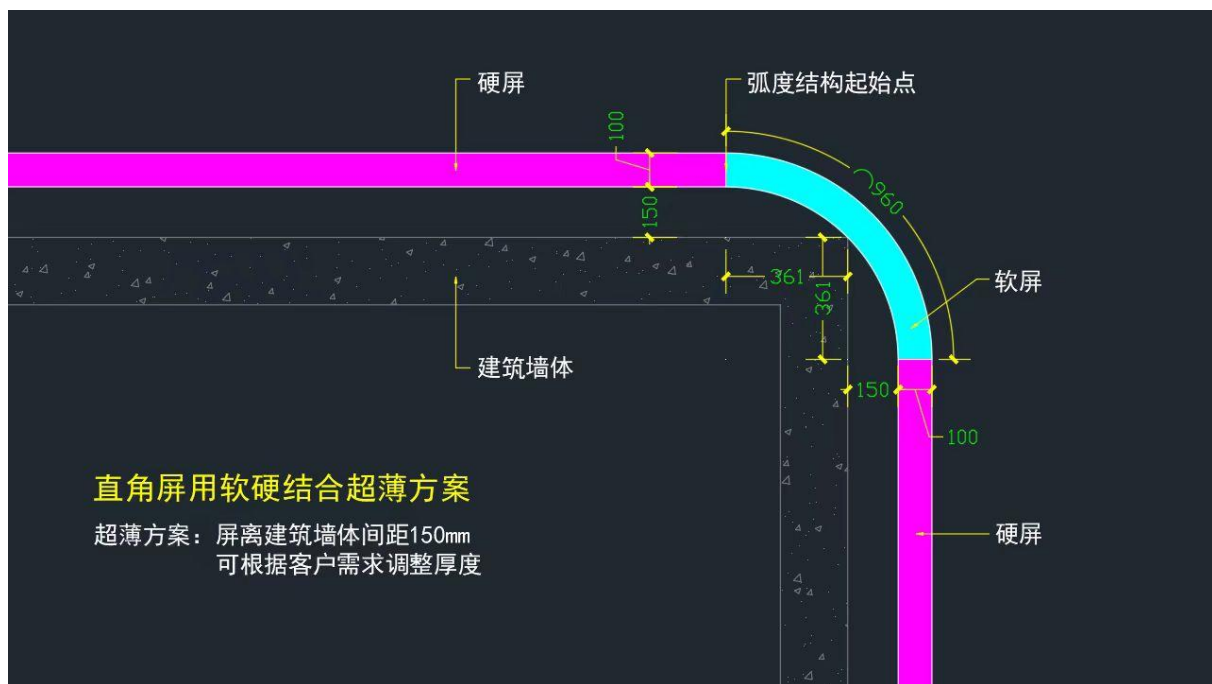 硬屏
弧度结构起始点
100
150
960
361
361
软屏
建筑墙体
150
100
直角屏用软硬结合超薄方案
超薄方案：屏离建筑墙体间距150mm
可根据客户需求调整厚度
硬屏